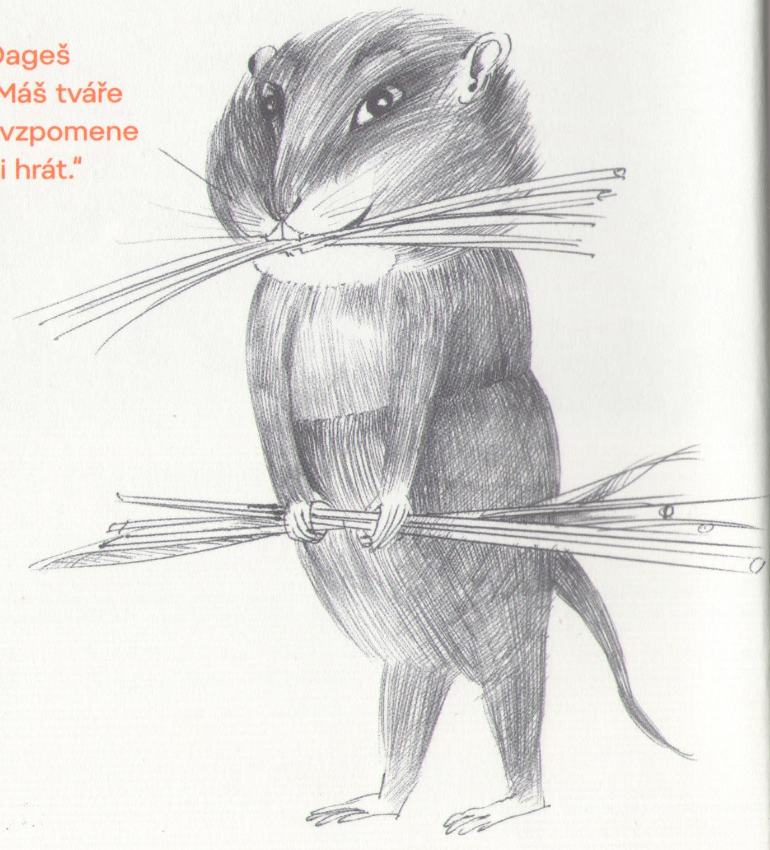 Dageš
Máš tváře
vzpomene
i hrát.“